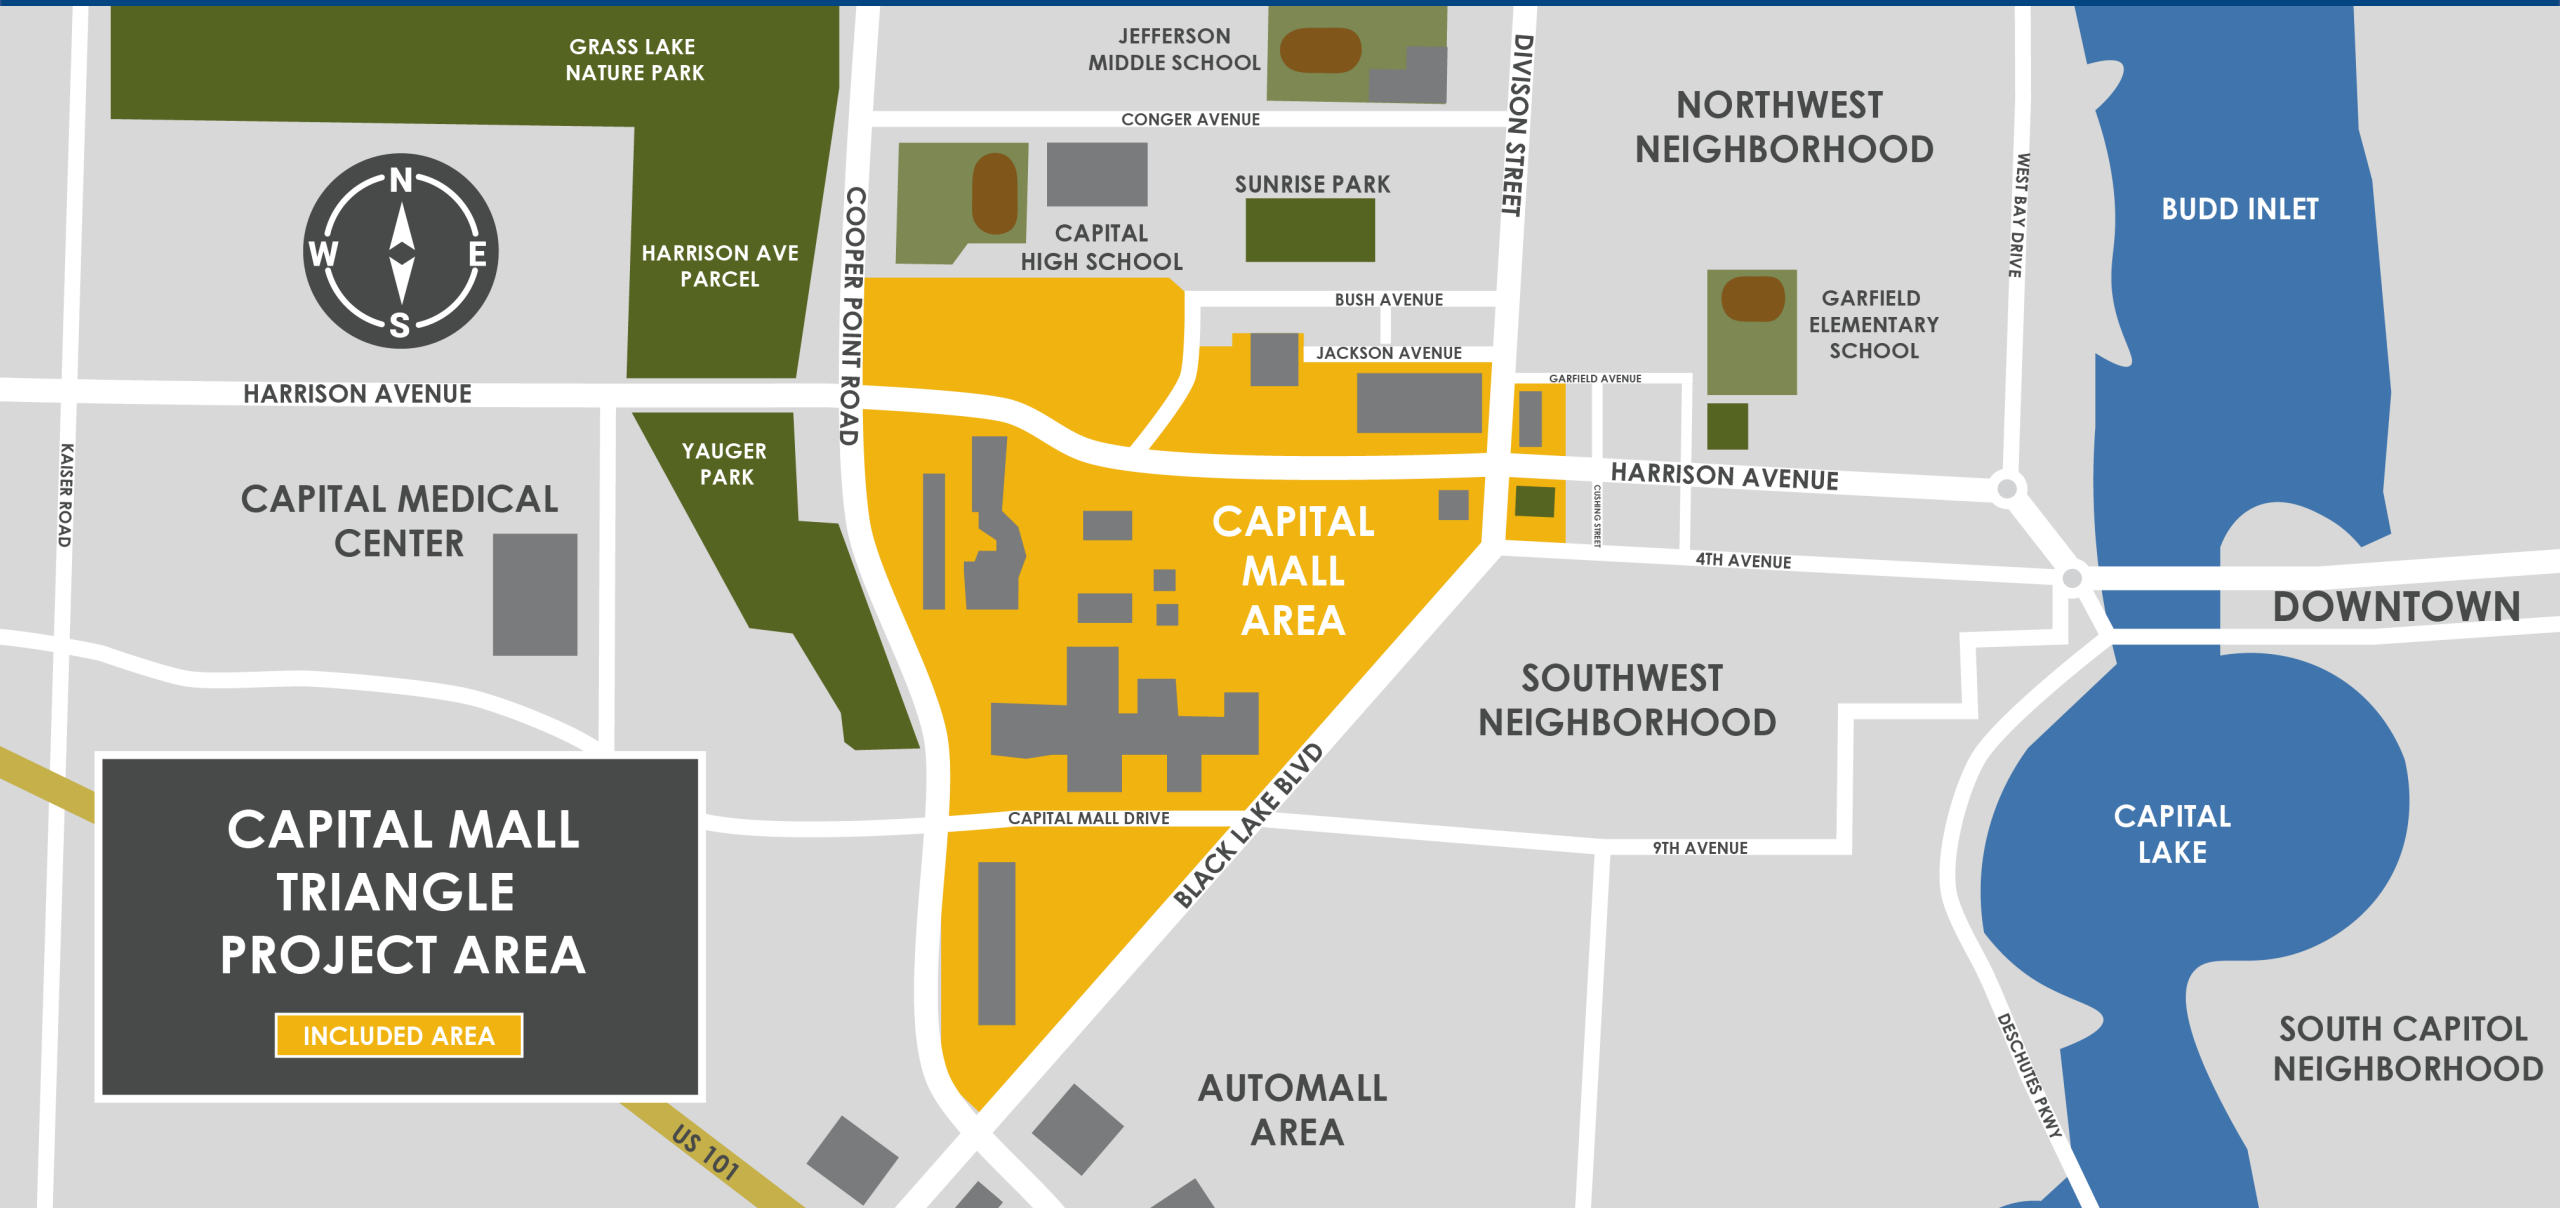 GRASS LAKE
NATURE PARK
JEFFERSON
MIDDLE SCHOOL
DIVISON STREET
NORTHWEST
NEIGHBORHOOD
CONGER AVENUE
WEST BAY DRIVE
BUDD INLET
N
W
E
S
HARRISON AVE
PARCEL
COOPER POINT ROAD
CAPITAL
HIGH SCHOOL
SUNRISE PARK
BUSH AVENUE
JACKSON AVENUE
GARFIELD
ELEMENTARY
SCHOOL
GARFIELD AVENUE
HARRISON AVENUE
KAISER ROAD
YAUGER
PARK
CAPITAL MEDICAL
CENTER
HARRISON AVENUE
CUSHING STREET
CAPITAL
MALL
AREA
4TH AVENUE
DOWNTOWN
SOUTHWEST
NEIGHBORHOOD
BLACK LAKE BLVD
CAPITAL MALL DRIVE
9TH AVENUE
CAPITAL
LAKE
CAPITAL MALL
TRIANGLE
PROJECT AREA
INCLUDED AREA
US 101
AUTOMALL
AREA
DESCHUTES PKWY
SOUTH CAPITOL
NEIGHBORHOOD